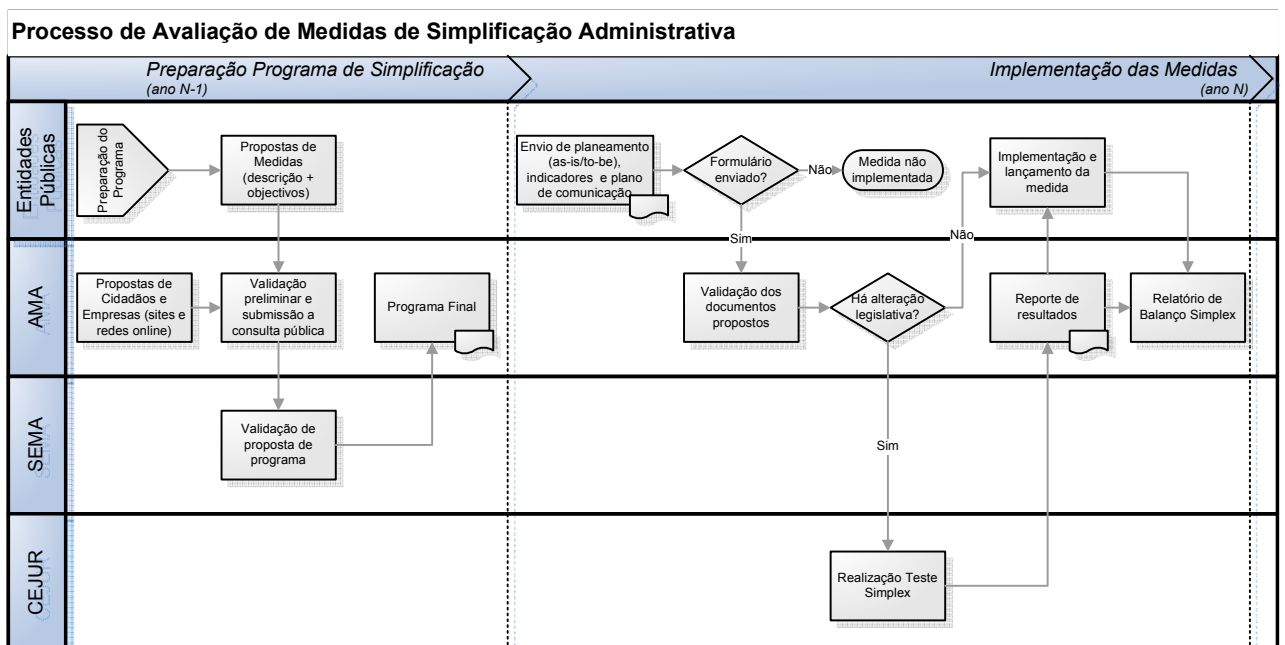 Processo de Avaliação de Medidas de Simplificação Administrativa
Preparação Programa de Simplificação
(ano N-1)
Implementação das Medidas
(ano N)
Entidades
Públicas
Preparação do
Programa
Propostas de
Medidas
(descrição +
objectivos)
Envio de planeamento
(as-is/to-be),
indicadores e plano
de comunicação
Formulário
enviado?
Não
Medida não
implementada
Implementação e
lançamento da
medida
Sim
Não
AMA
Propostas de
Cidadãos e
Empresas (sites e
redes online)
Validação
preliminar e
submissão a
consulta pública
Programa Final
Validação dos
documentos
propostos
Há alteração
legislativa?
Reporte de
resultados
Relatório de
Balanço Simplex
SEMA
Validação de
proposta de
programa
Sim
CEJUR
Realização Teste
Simplex